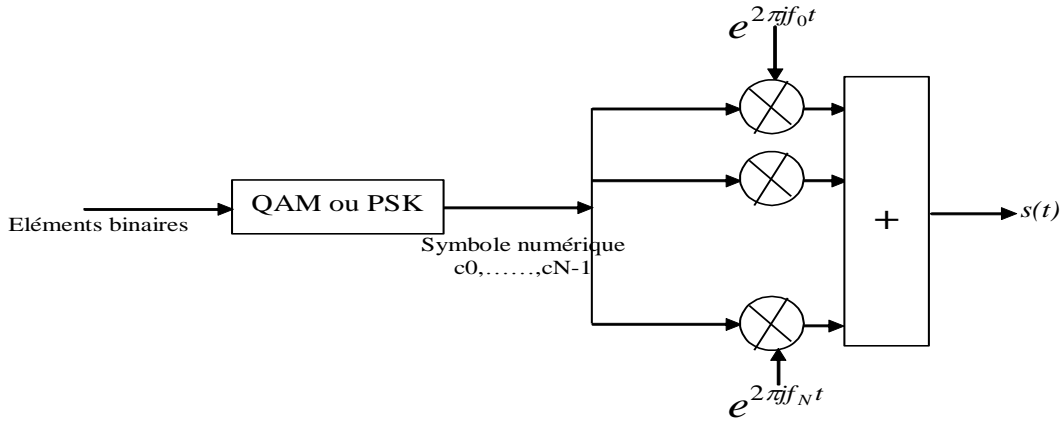 e^{2πjf_0t}
QAM ou PSK
Eléments binaires
Symbole numérique
c0,……,cN-1
+
s(t)
e^{2πjf_Nt}